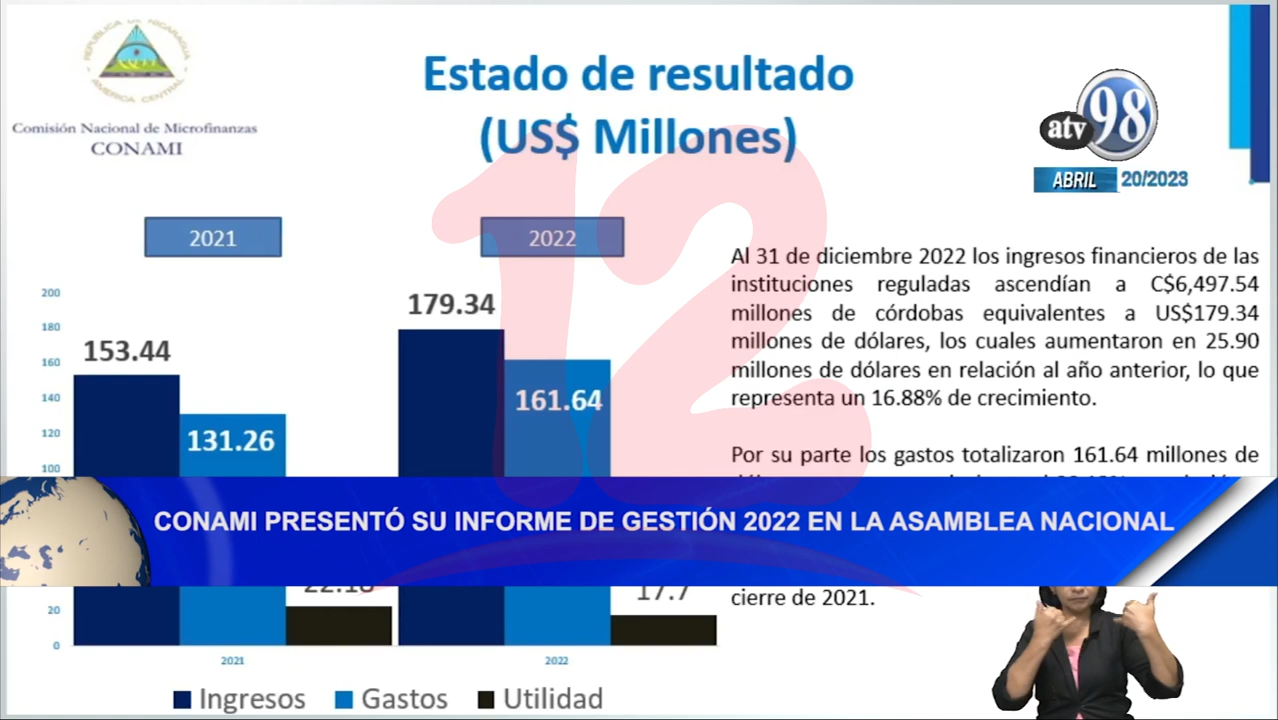 REPUBLICA DE NICARAGUA
AMERICA CENTRAL
Comisión Nacional de Microfinanzas
CONAMI
Estado de resultado
(US$ Millones)
atv 98
ABRIL 20/2023
12
2021
2022
200
180
160
140
120
100
20
0
153.44
131.26
22.18
179.34
161.64
17.7
2021
2022
Ingresos Gastos Utilidad
Al 31 de diciembre 2022 los ingresos financieros de las
instituciones reguladas ascendían a C$6,497.54
millones de córdobas equivalentes a US$179.34
millones de dólares, los cuales aumentaron en 25.90
millones de dólares en relación al año anterior, lo que
representa un 16.88% de crecimiento.
Por su parte los gastos totalizaron 161.64 millones de
cierre de 2021.
CONAMI PRESENTÓ SU INFORME DE GESTIÓN 2022 EN LA ASAMBLEA NACIONAL